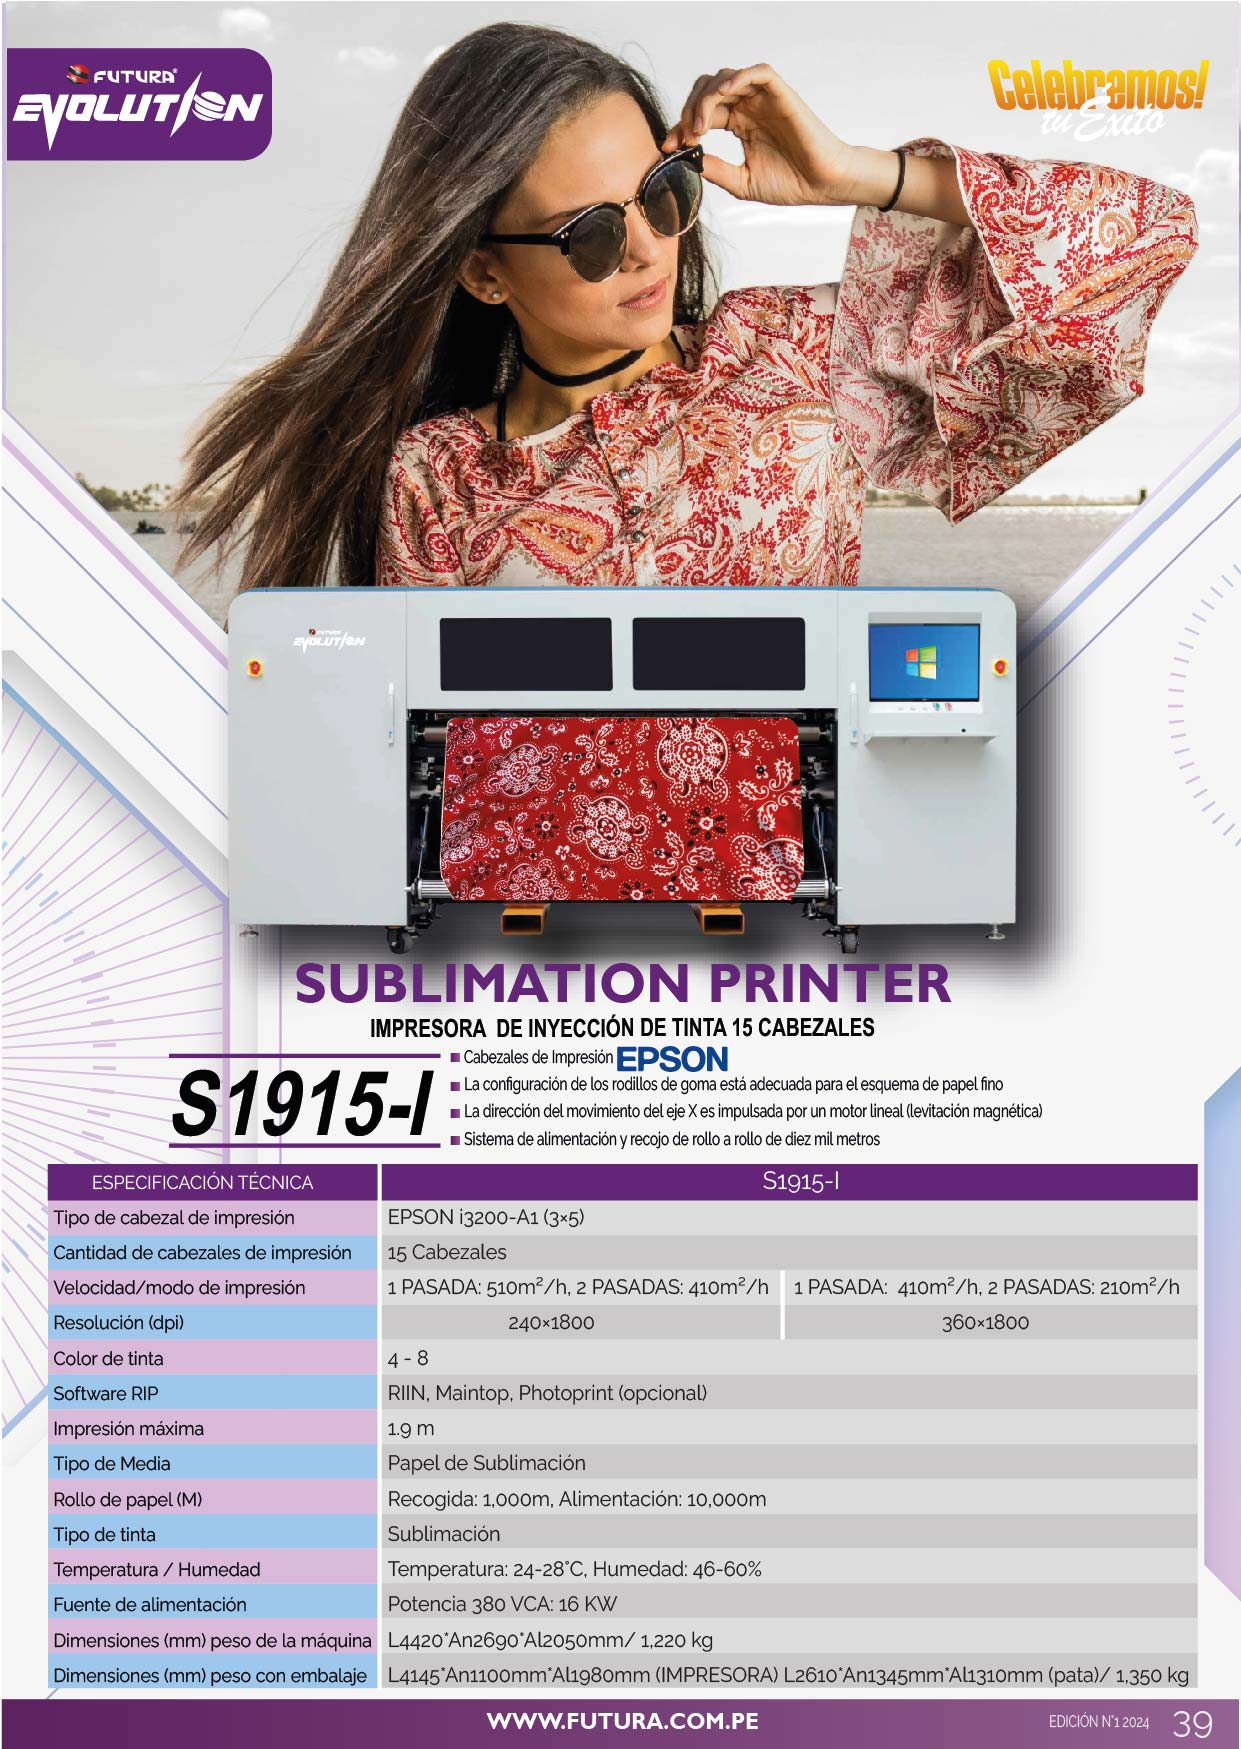 FUTURA®
EVOLUTION
Celebramos!
tu Éxito
FUTURA
EVOLUTION
SUBLIMATION PRINTER
IMPRESORA DE INYECCIÓN DE TINTA 15 CABEZALES
S1915-I
Cabezales de Impresión EPSON
La configuración de los rodillos de goma está adecuada para el esquema de papel fino
La dirección del movimiento del eje X es impulsada por un motor lineal (levitación magnética)
Sistema de alimentación y recojo de rollo a rollo de diez mil metros
ESPECIFICACIÓN TÉCNICA S1915-I
Tipo de cabezal de impresión EPSON i3200-A1 (3×5)
Cantidad de cabezales de impresión 15 Cabezales
Velocidad/modo de impresión 1 PASADA: 510m²/h, 2 PASADAS: 410m²/h 1 PASADA: 410m²/h, 2 PASADAS: 210m²/h
Resolución (dpi) 240×1800 360×1800
Color de tinta 4 - 8
Software RIP RIIN, Maintop, Photoprint (opcional)
Impresión máxima 1.9 m
Tipo de Media Papel de Sublimación
Rollo de papel (M) Recogida: 1,000m, Alimentación: 10,000m
Tipo de tinta Sublimación
Temperatura / Humedad Temperatura: 24-28°C, Humedad: 46-60%
Fuente de alimentación Potencia 380 VCA: 16 KW
Dimensiones (mm) peso de la máquina L4420*An2690*Al2050mm/ 1,220 kg
Dimensiones (mm) peso con embalaje L4145*An1100mm*Al1980mm (IMPRESORA) L2610*An1345mm*Al1310mm (pata)/ 1,350 kg
WWW.FUTURA.COM.PE
EDICIÓN N°1 2024 39